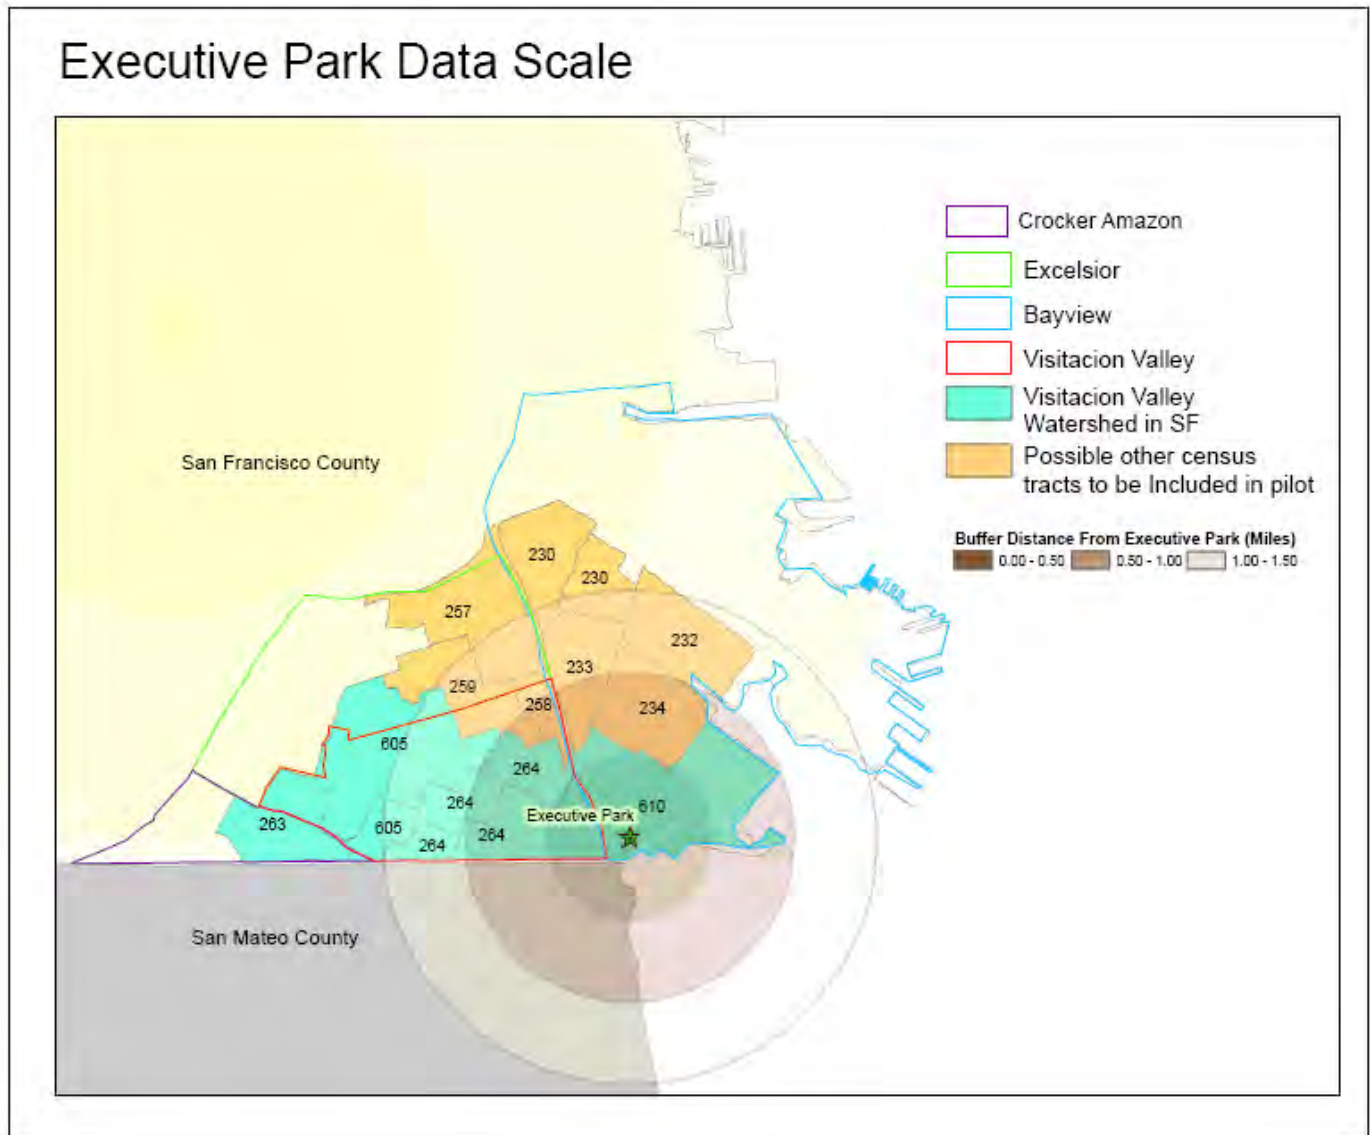 Executive Park Data Scale
Crocker Amazon
Excelsior
Bayview
Visitacion Valley
Visitacion Valley
Watershed in SF
Possible other census
tracts to be Included in pilot
Buffer Distance From Executive Park (Miles)
0.00 - 0.50 0.50 - 1.00 1.00 - 1.50
San Francisco County
230
230
257
232
233
259
258
234
605
264
264
610
Executive Park
263
605
264
264
San Mateo County